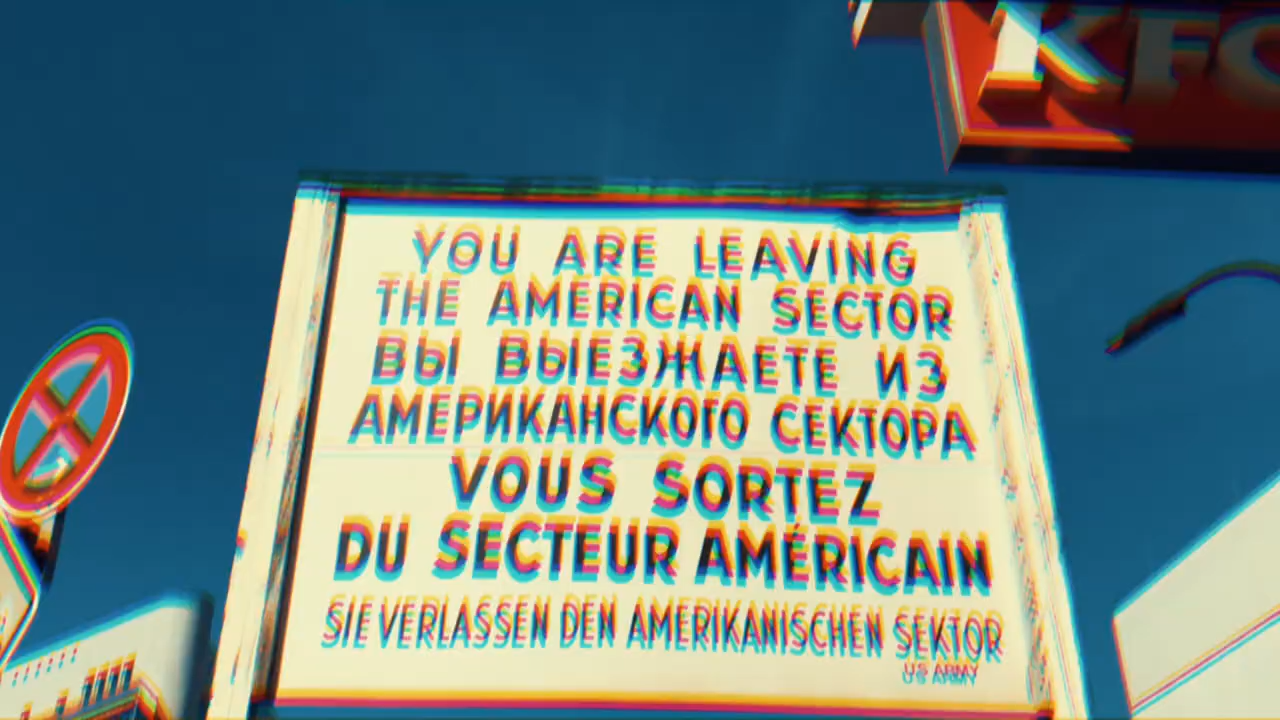 KFC
YOU ARE LEAVING
THE AMERICAN SECTOR
ВЫ ВЫЕЗЖАЕТЕ ИЗ
АМЕРИКАНСКОГО СЕКТОРА
VOUS SORTEZ
DU SECTEUR AMÉRICAIN
SIE VERLASSEN DEN AMERIKANISCHEN SEKTOR
US ARMY